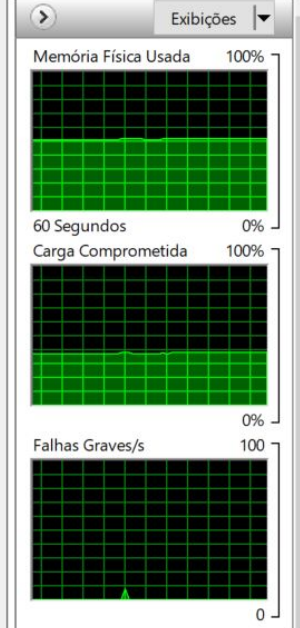 Exibições
Memória Física Usada 100%
60 Segundos 0%
Carga Comprometida 100%
0%
Falhas Graves/s 100
0